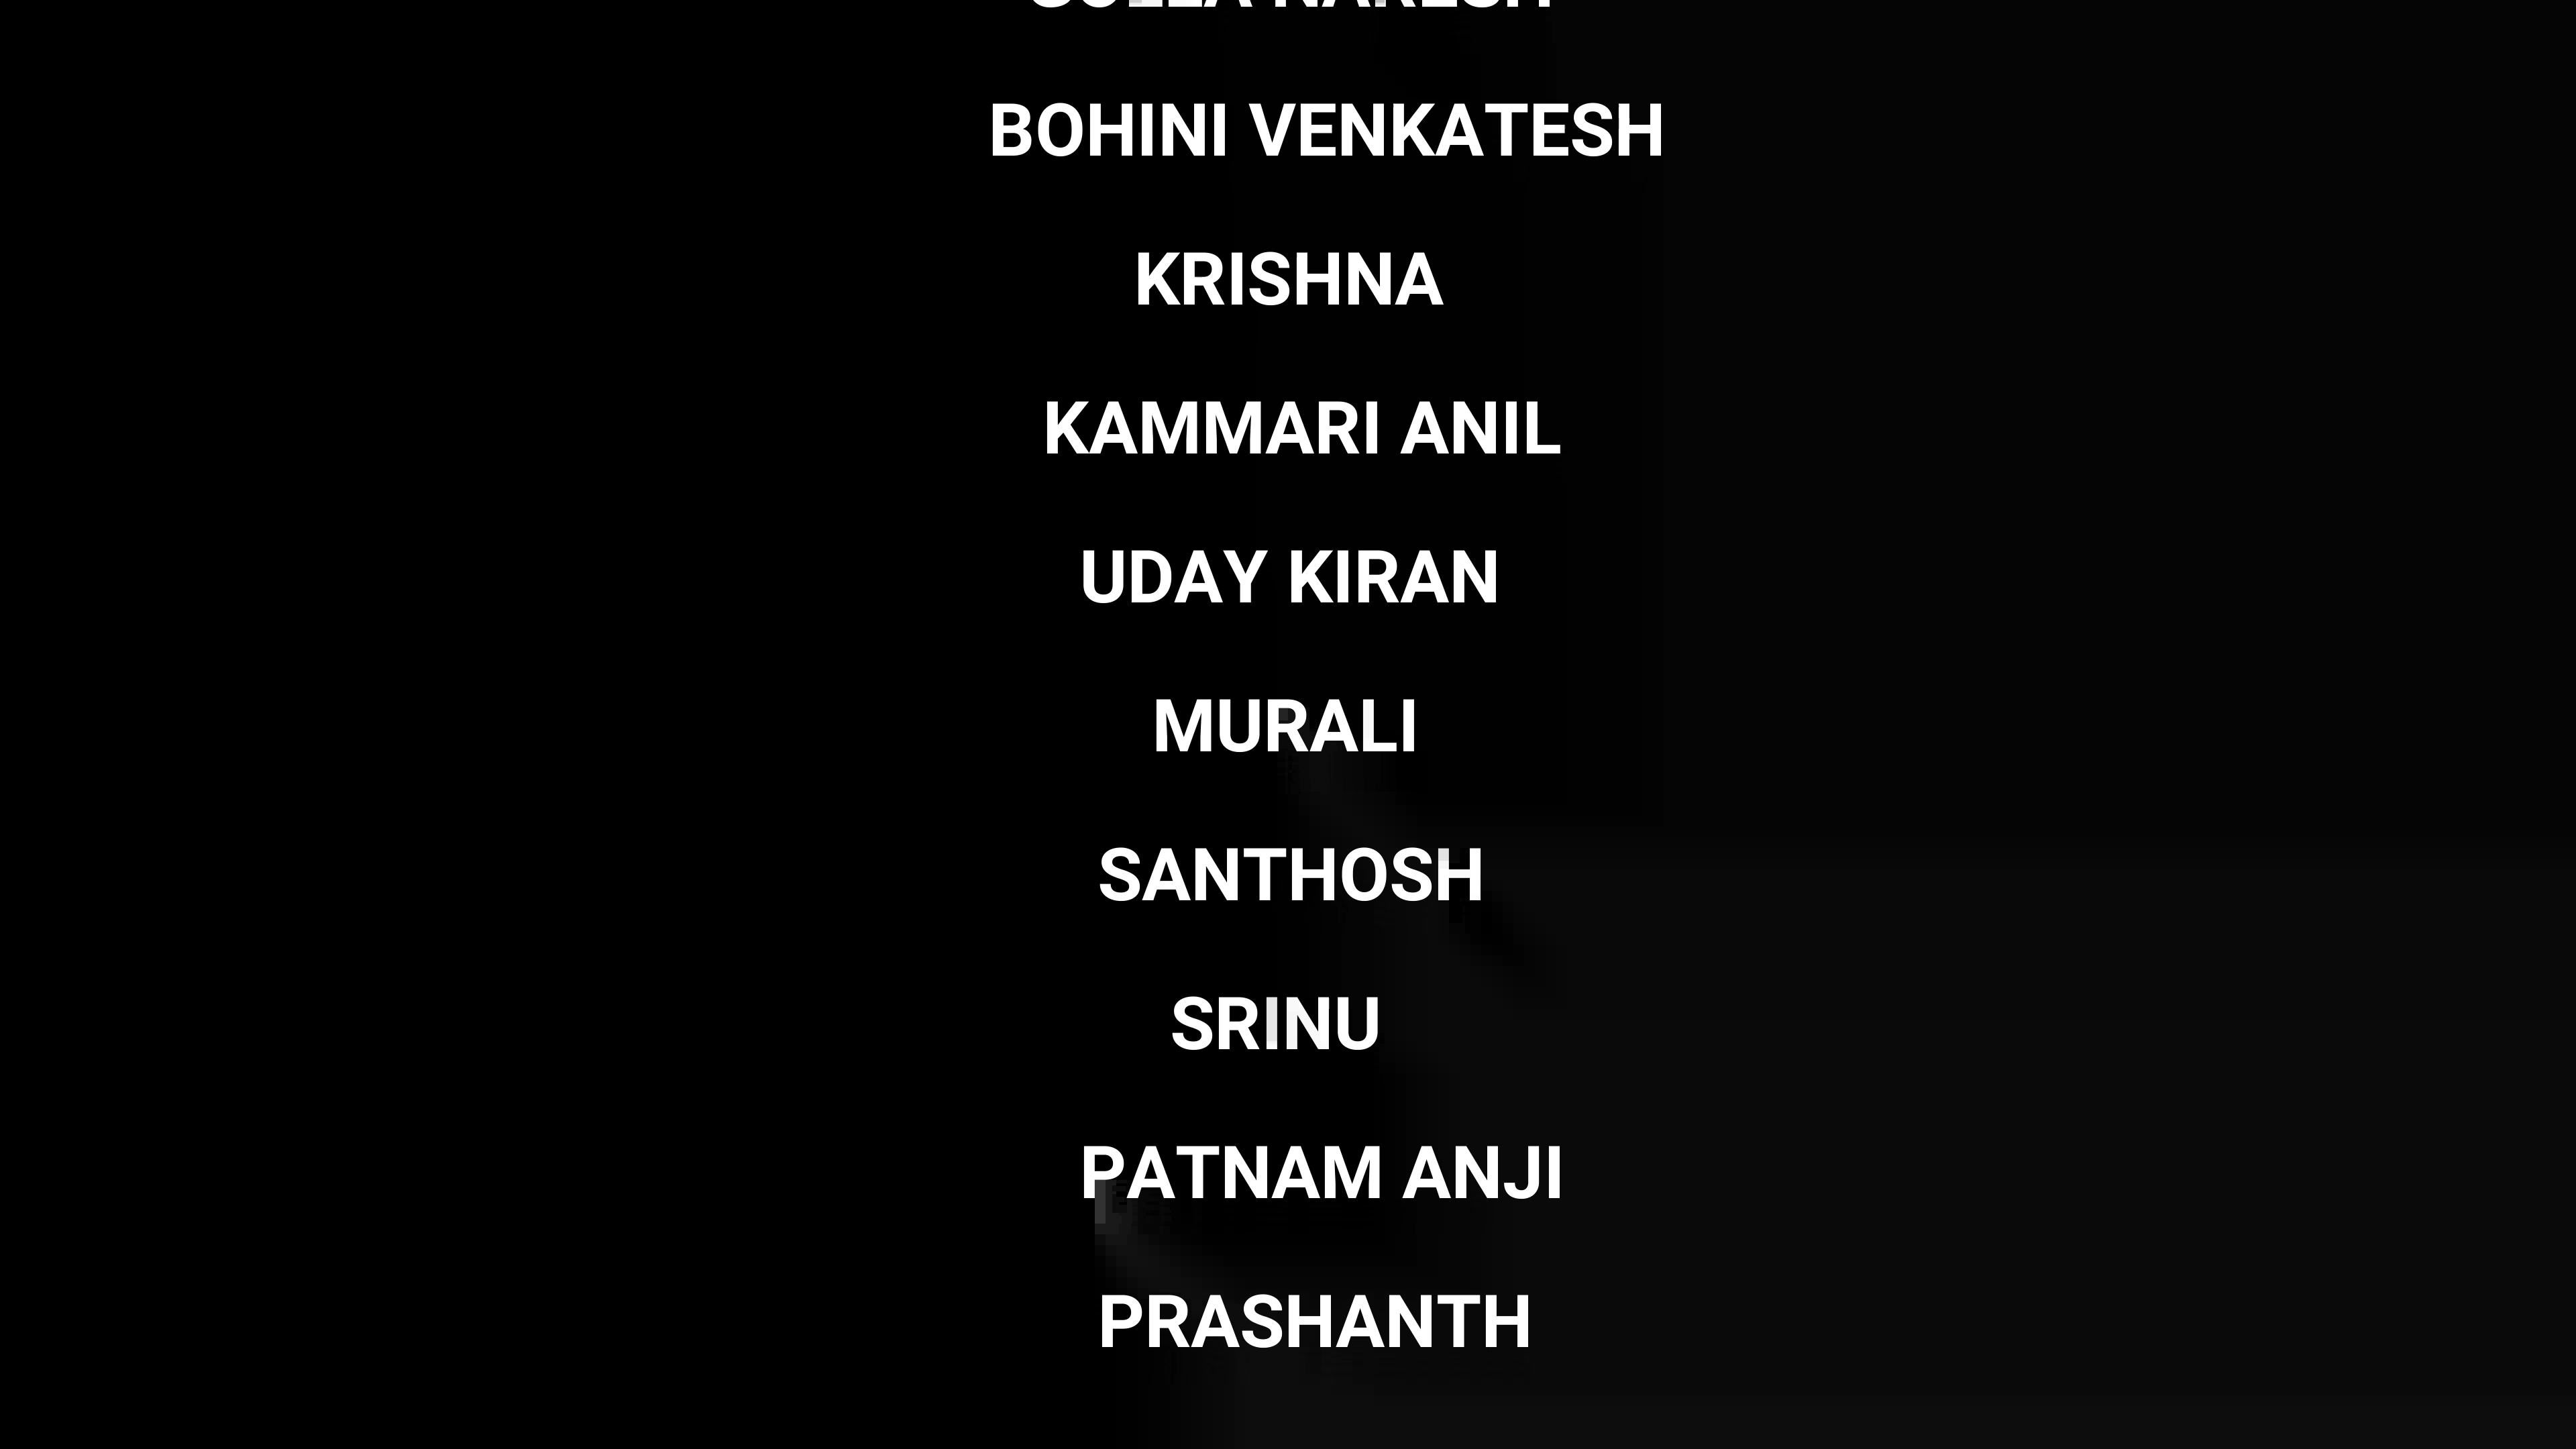 BOHINI VENKATESH
KRISHNA
KAMMARI ANIL
UDAY KIRAN
MURALI
SANTHOSH
SRINU
PATNAM ANJI
PRASHANTH